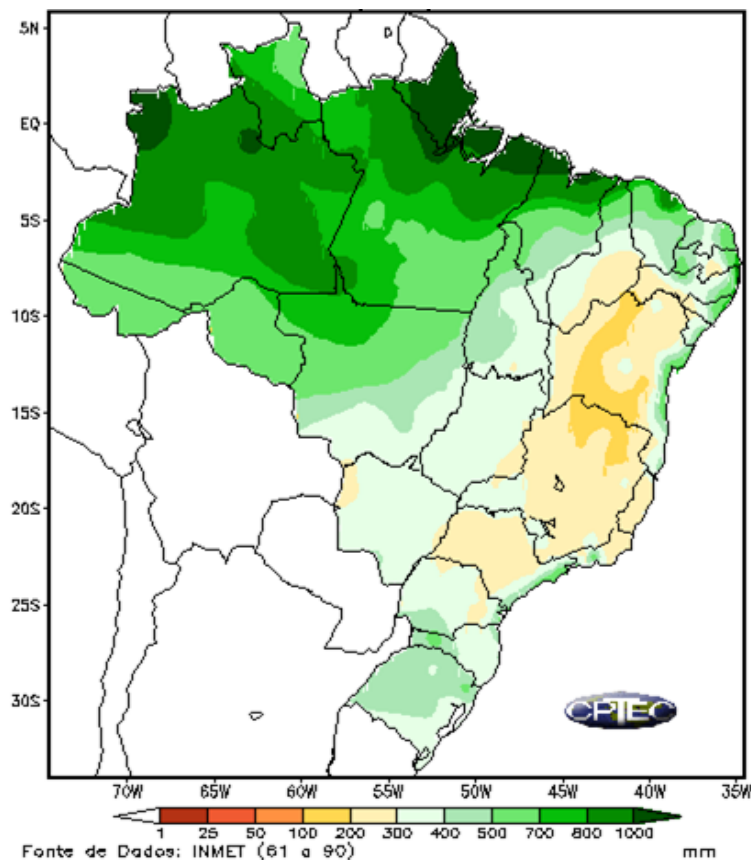 5N
EQ
5S
10S
15S
20S
25S
30S
CPTEC
70W 65W 60W 55W 50W 45W 40W 35W
1 25 50 100 200 300 400 500 700 800 1000
Fonte de Dados: INMET (61 a 90) mm